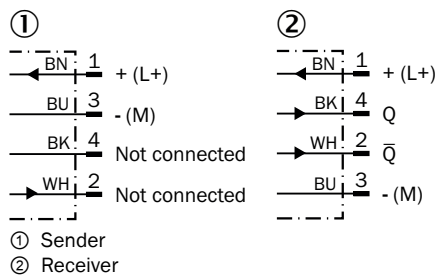 ①
BN 1 + (L+)
BU 3 - (M)
BK 4 Not connected
WH 2 Not connected
②
BN 1 + (L+)
BK 4 Q
WH 2 Q̅
BU 3 - (M)
① Sender
② Receiver